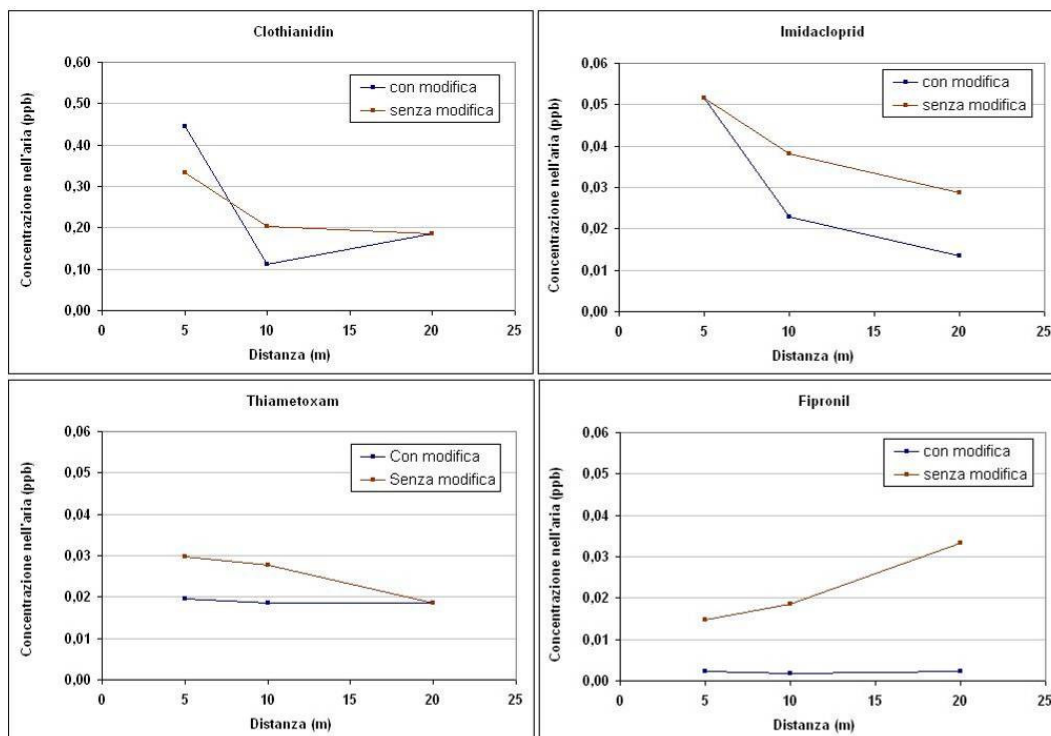 Clothianidin
Concentrazione nell'aria (ppb)
0,60
0,50
0,40
0,30
0,20
0,10
0,00
con modifica
senza modifica
0 5 10 15 20 25
Distanza (m)
Imidacloprid
Concentrazione nell'aria (ppb)
0,06
0,05
0,04
0,03
0,02
0,01
0,00
con modifica
senza modifica
0 5 10 15 20 25
Distanza (m)
Thiametoxam
Concentrazione nell'aria (ppb)
0,06
0,05
0,04
0,03
0,02
0,01
0,00
Con modifica
Senza modifica
0 5 10 15 20 25
Distanza (m)
Fipronil
Concentrazione nell'aria (ppb)
0,06
0,05
0,04
0,03
0,02
0,01
0,00
con modifica
senza modifica
0 5 10 15 20 25
Distanza (m)